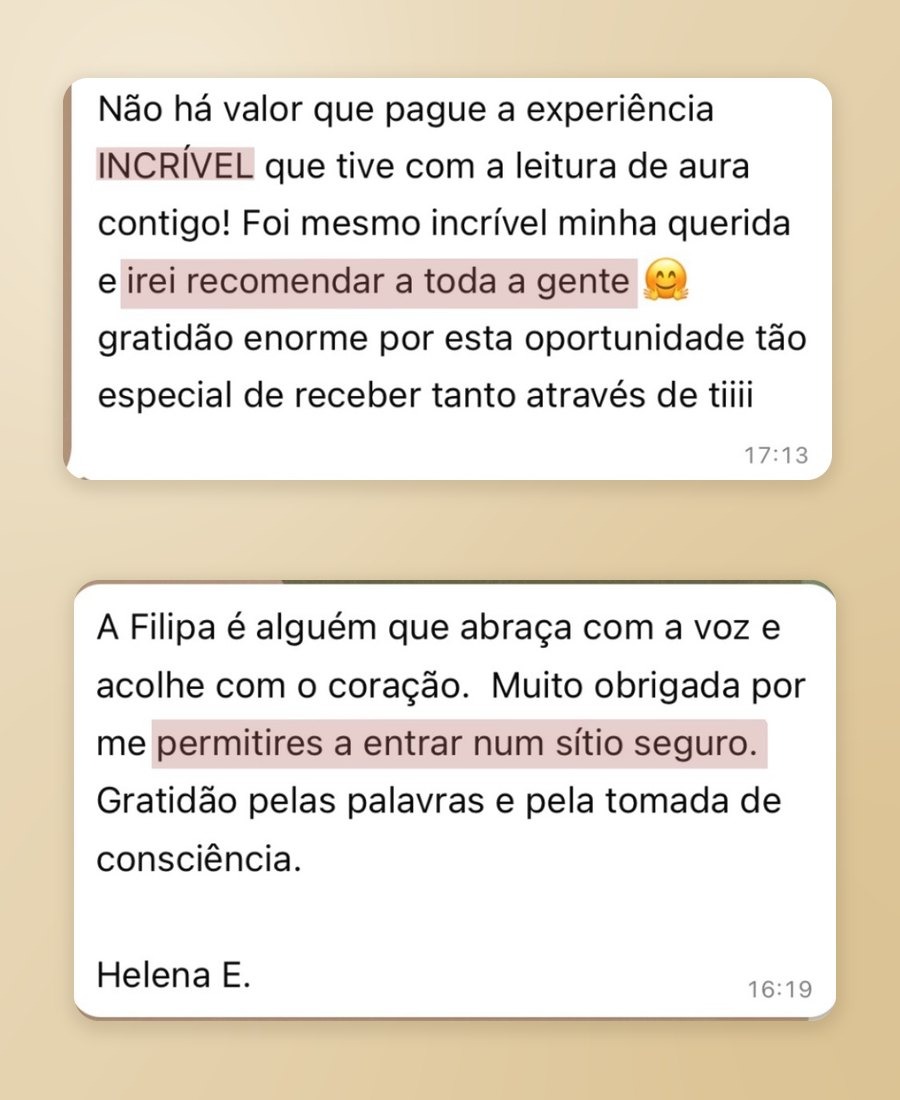 Não há valor que pague a experiência
INCRÍVEL que tive com a leitura de aura
contigo! Foi mesmo incrível minha querida
e irei recomendar a toda a gente 🤗
gratidão enorme por esta oportunidade tão
especial de receber tanto através de tiiii
17:13
A Filipa é alguém que abraça com a voz e
acolhe com o coração.  Muito obrigada por
me permitires a entrar num sítio seguro.
Gratidão pelas palavras e pela tomada de
consciência.
Helena E.
16:19